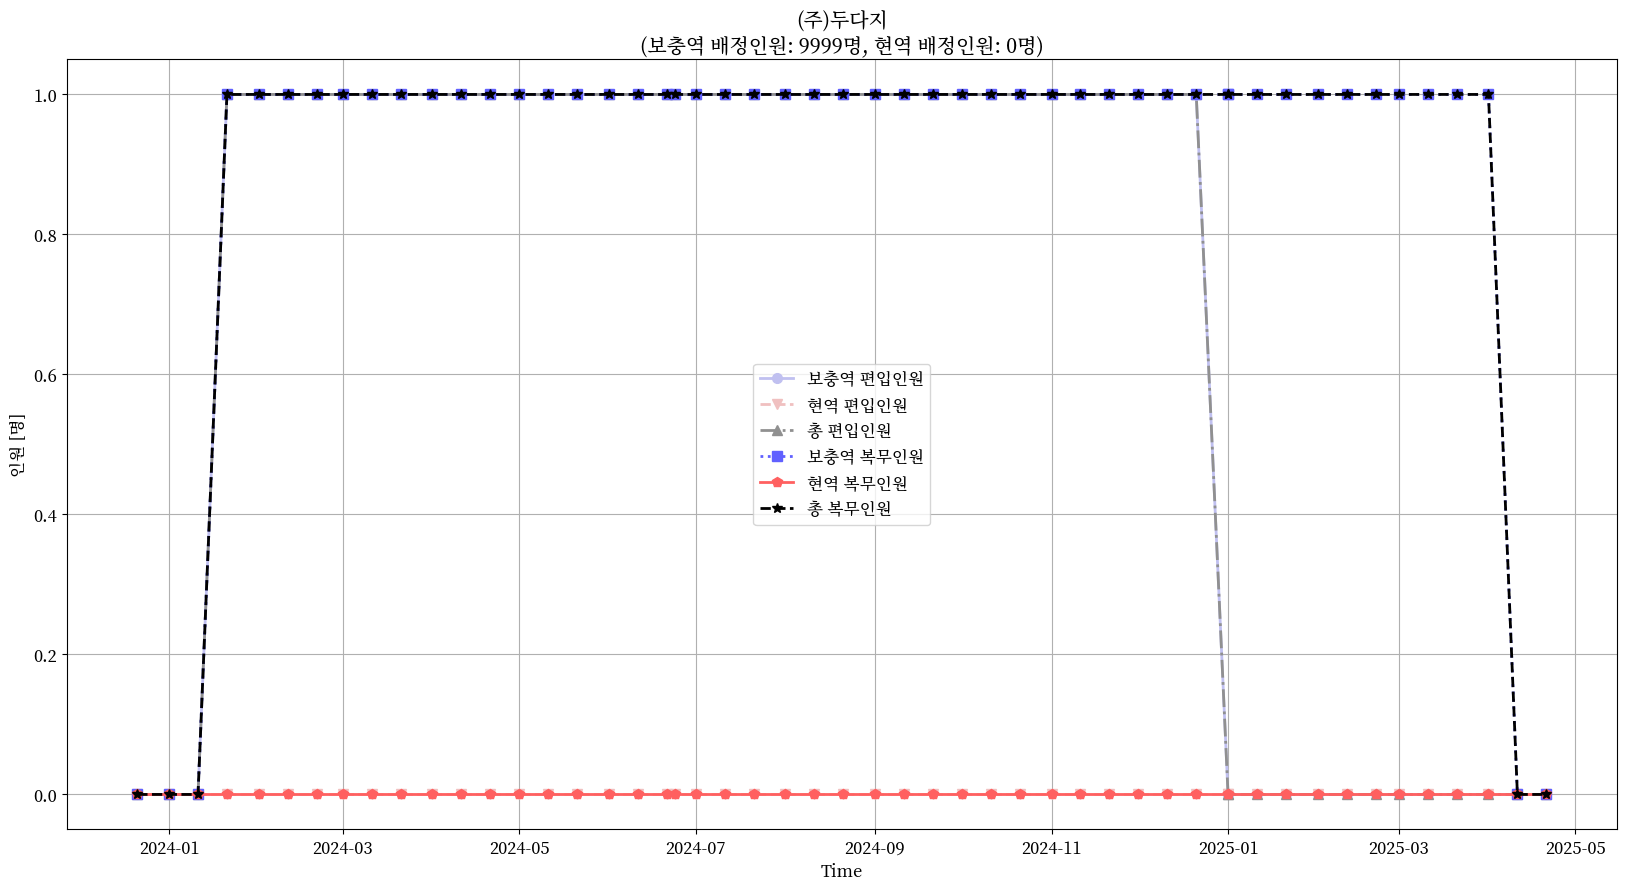 (주)두다지
(보충역 배정인원: 9999명, 현역 배정인원: 0명)
인원 [명]
1.0
0.8
0.6
0.4
0.2
0.0
보충역 편입인원
현역 편입인원
총 편입인원
보충역 복무인원
현역 복무인원
총 복무인원
2024-01 2024-03 2024-05 2024-07 2024-09 2024-11 2025-01 2025-03 2025-05
Time